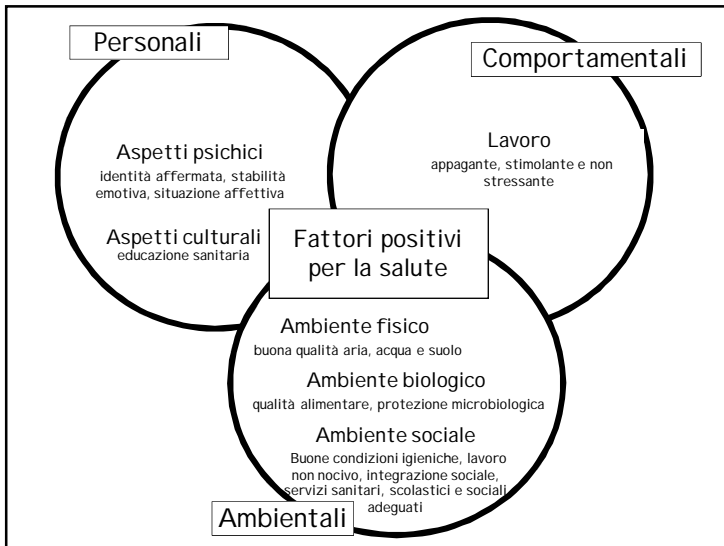 Personali
Comportamentali
Aspetti psichici
identità affermata, stabilità
emotiva, situazione affettiva
Aspetti culturali
educazione sanitaria
Lavoro
appagante, stimolante e non
stressante
Fattori positivi
per la salute
Ambiente fisico
buona qualità aria, acqua e suolo
Ambiente biologico
qualità alimentare, protezione microbiologica
Ambiente sociale
Buone condizioni igieniche, lavoro
non nocivo, integrazione sociale,
servizi sanitari, scolastici e sociali
adeguati
Ambientali